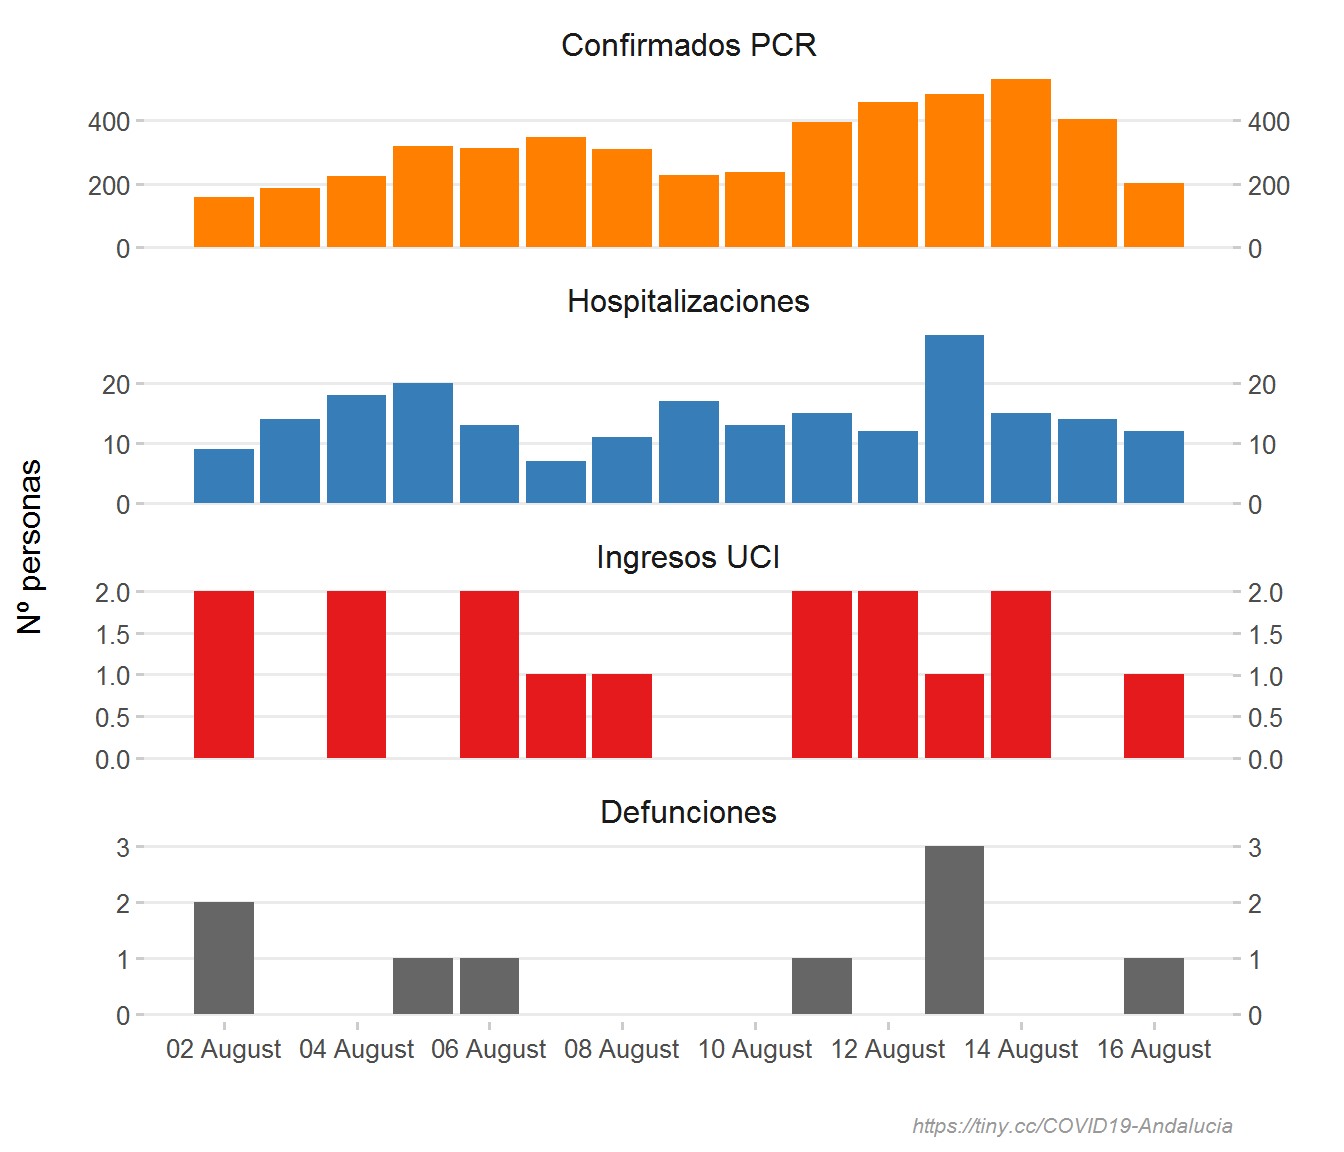 Confirmados PCR
400 400
200 200
0 0
Hospitalizaciones
20 20
10 10
0 0
Nº personas
Ingresos UCI
2.0 2.0
1.5 1.5
1.0 1.0
0.5 0.5
0.0 0.0
Defunciones
3 3
2 2
1 1
0 0
02 August 04 August 06 August 08 August 10 August 12 August 14 August 16 August
https://tiny.cc/COVID19-Andalucia